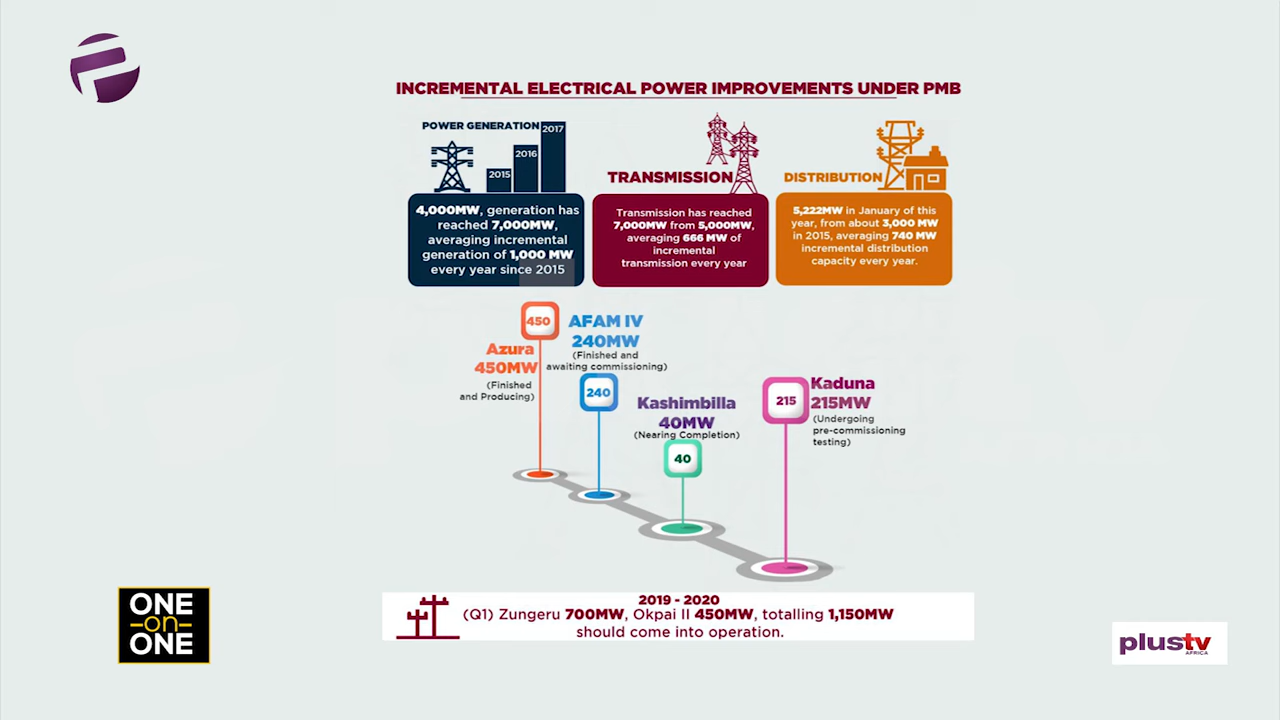 INCREMENTAL ELECTRICAL POWER IMPROVEMENTS UNDER PMB
POWER GENERATION
2015
2016
2017
4,000MW, generation has
reached 7,000MW,
averaging incremental
generation of 1,000 MW
every year since 2015
TRANSMISSION
Transmission has reached
7,000MW from 5,000MW,
averaging 666 MW of
incremental
transmission every year
DISTRIBUTION
5,222MW in January of this
year, from about 3,000 MW
in 2015, averaging 740 MW
incremental distribution
capacity every year.
450
Azura
450MW
(Finished
and Producing)
AFAM IV
240MW
(Finished and
awaiting commissioning)
240
Kashimbilla
40MW
(Nearing Completion)
40
215
Kaduna
215MW
(Undergoing
pre-commissioning
testing)
2019 - 2020
(Q1) Zungeru 700MW, Okpai II 450MW, totalling 1,150MW
should come into operation.
ONE
on
ONE
plustv
AFRICA